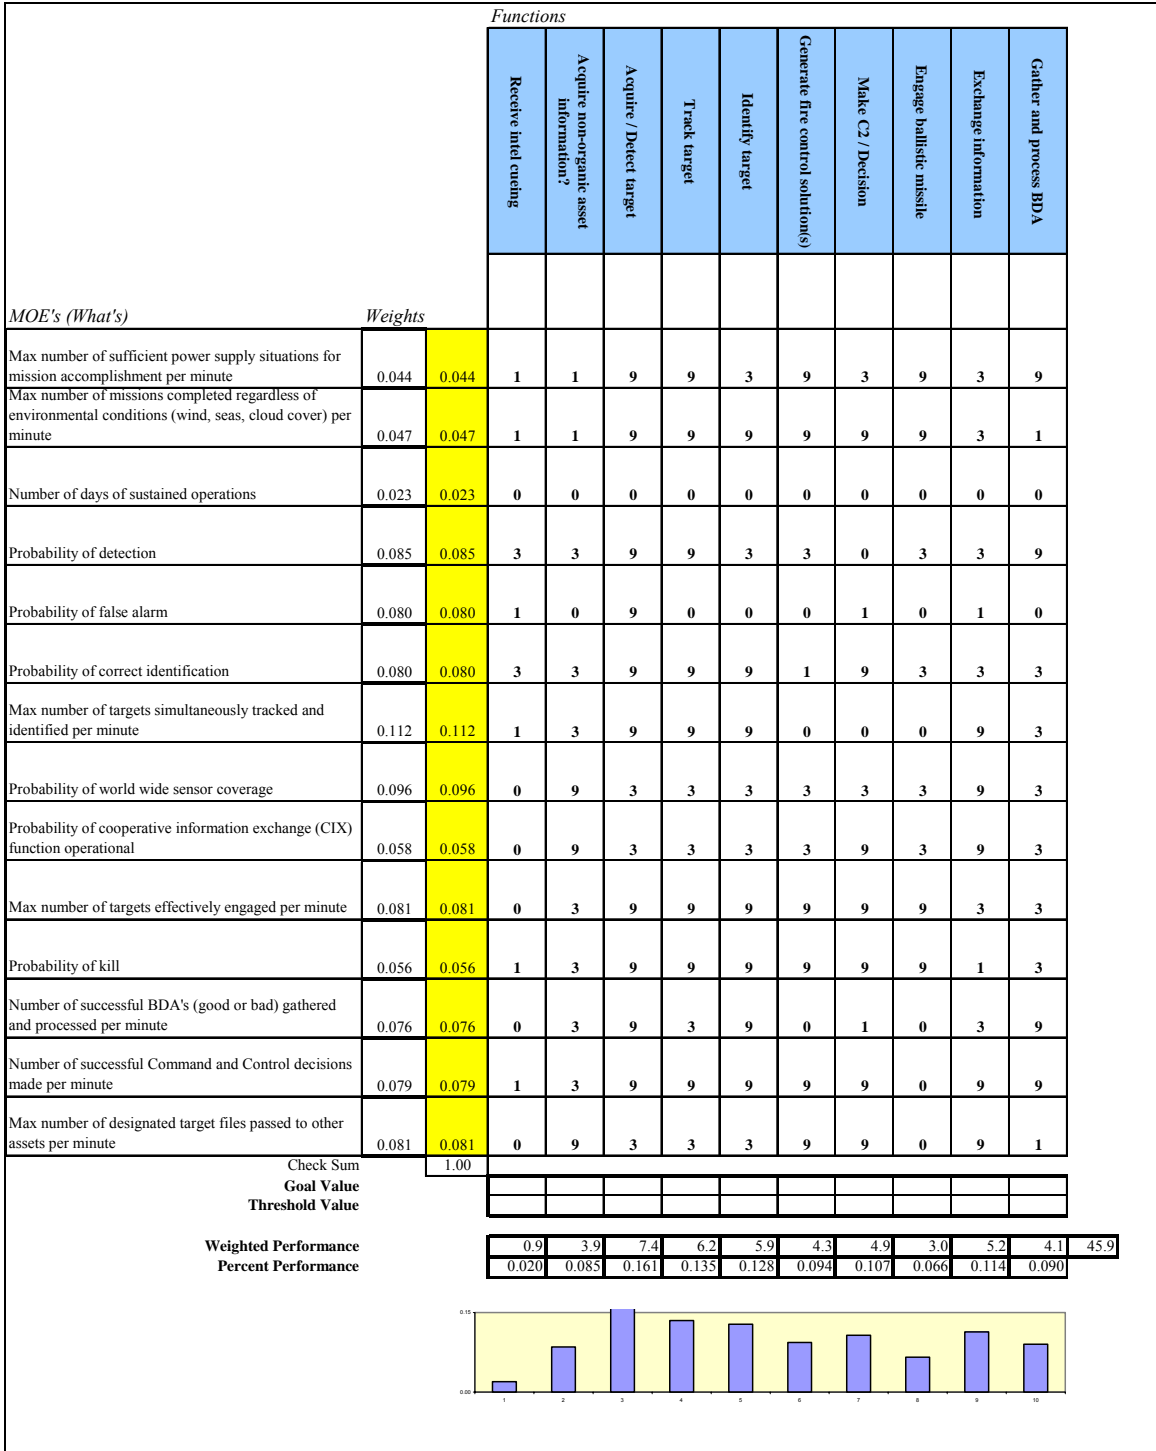 Functions
Receive intel cueing
Acquire non-organic asset
information?
Acquire / Detect target
Track target
Identify target
Generate fire control solution(s)
Make C2 / Decision
Engage ballistic missile
Exchange information
Gather and process BDA
MOE's (What's) Weights
Max number of sufficient power supply situations for
mission accomplishment per minute 0.044 0.044 1 1 9 9 3 9 3 9 3 9
Max number of missions completed regardless of
environmental conditions (wind, seas, cloud cover) per
minute 0.047 0.047 1 1 9 9 9 9 9 9 3 1
Number of days of sustained operations 0.023 0.023 0 0 0 0 0 0 0 0 0 0
Probability of detection 0.085 0.085 3 3 9 9 3 3 0 3 3 9
Probability of false alarm 0.080 0.080 1 0 9 0 0 0 1 0 1 0
Probability of correct identification 0.080 0.080 3 3 9 9 9 1 9 3 3 3
Max number of targets simultaneously tracked and
identified per minute 0.112 0.112 1 3 9 9 9 0 0 0 9 3
Probability of world wide sensor coverage 0.096 0.096 0 9 3 3 3 3 3 3 9 3
Probability of cooperative information exchange (CIX)
function operational 0.058 0.058 0 9 3 3 3 3 9 3 9 3
Max number of targets effectively engaged per minute 0.081 0.081 0 3 9 9 9 9 9 9 3 3
Probability of kill 0.056 0.056 1 3 9 9 9 9 9 9 1 3
Number of successful BDA's (good or bad) gathered
and processed per minute 0.076 0.076 0 3 9 3 9 0 1 0 3 9
Number of successful Command and Control decisions
made per minute 0.079 0.079 1 3 9 9 9 9 9 0 9 9
Max number of designated target files passed to other
assets per minute 0.081 0.081 0 9 3 3 3 9 9 0 9 1
Check Sum 1.00
Goal Value
Threshold Value
Weighted Performance 0.9 3.9 7.4 6.2 5.9 4.3 4.9 3.0 5.2 4.1 45.9
Percent Performance 0.020 0.085 0.161 0.135 0.128 0.094 0.107 0.066 0.114 0.090
0.15
0.00
1 2 3 4 5 6 7 8 9 10